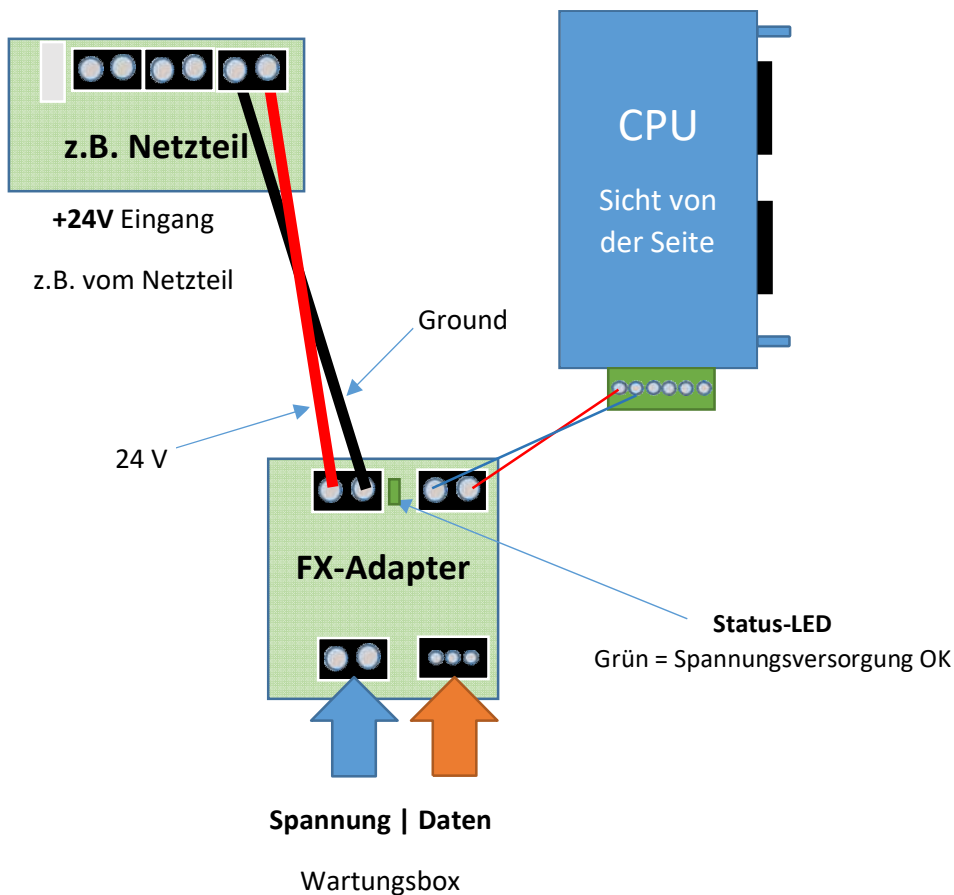 z.B. Netzteil
+24V Eingang
z.B. vom Netzteil
CPU
Sicht von
der Seite
Ground
24 V
FX-Adapter
Status-LED
Grün = Spannungsversorgung OK
Spannung | Daten
Wartungsbox